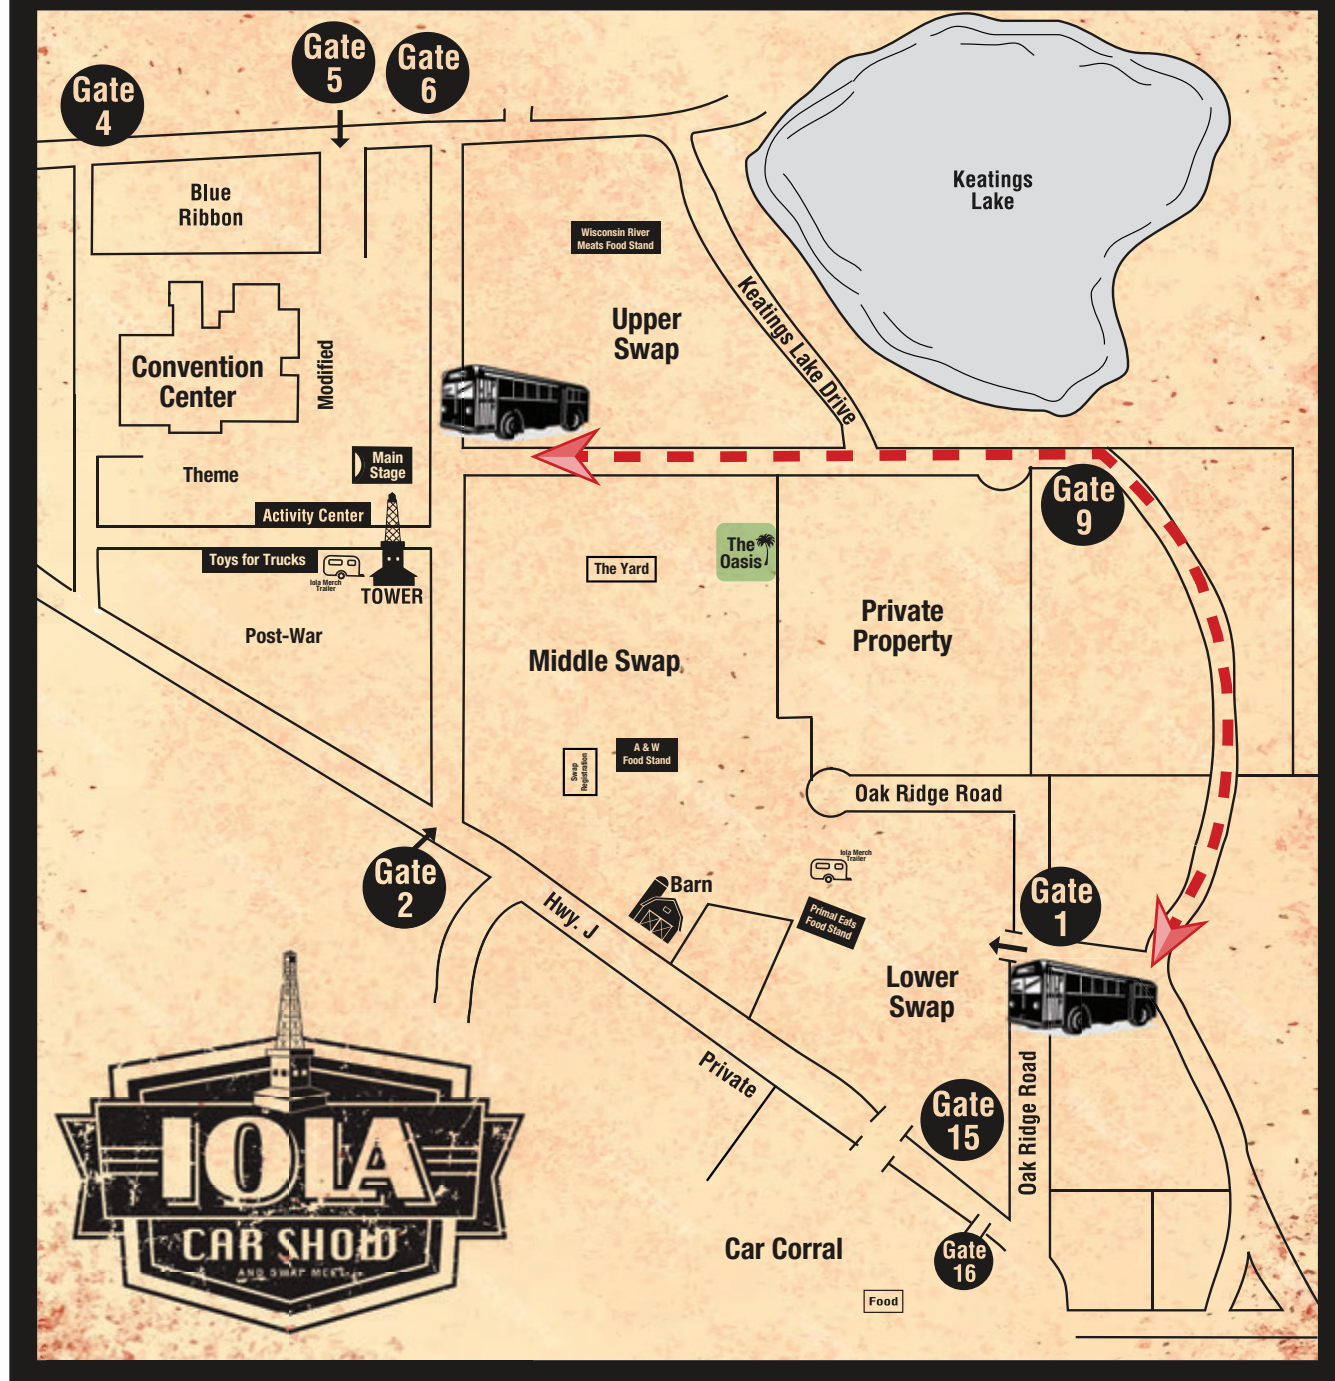 Gate
4
Gate
5
Gate
6
Blue
Ribbon
Keatings
Lake
Wisconsin River
Meats Food Stand
Upper
Swap
Keatings Lake Drive
Convention
Center
Modified
Theme
Main
Stage
Activity Center
Gate
9
Toys for Trucks
Iola Merch
Trailer
TOWER
The Yard
The
Oasis
Private
Property
Post-War
Middle Swap
A & W
Food Stand
Swap
Registration
Oak Ridge Road
Gate
2
Hwy. J
Barn
Iola Merch
Trailer
Primal Eats
Food Stand
Gate
1
Lower
Swap
Private
Gate
15
Oak Ridge Road
IOLA
CAR SHOW
AND SWAP MEET
Car Corral
Gate
16
Food